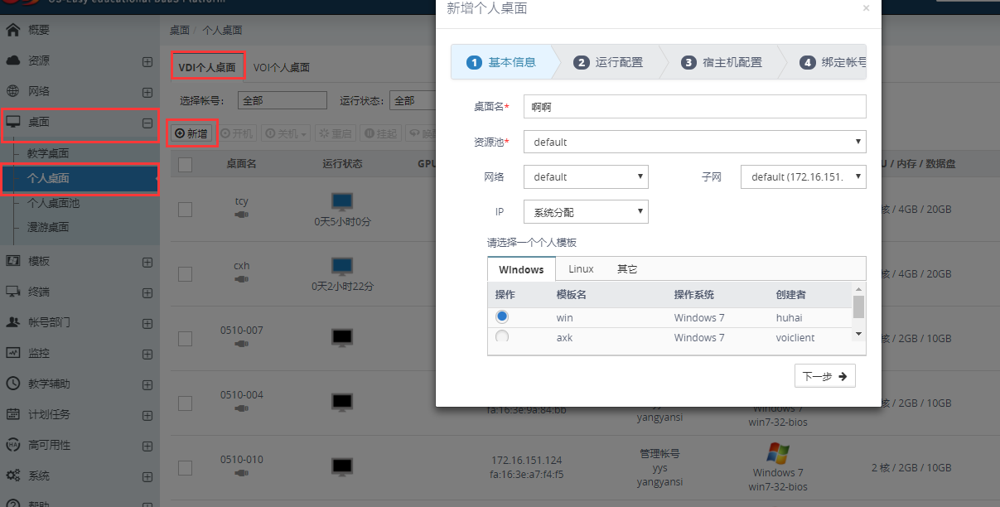 OS-Easy Educational DaaS Platform
概要
资源
网络
桌面
教学桌面
个人桌面
个人桌面池
漫游桌面
模板
终端
帐号部门
监控
教学辅助
计划任务
高可用性
系统
帮助
桌面 / 个人桌面
VDI个人桌面 VOI个人桌面
选择帐号: 全部 运行状态: 全部
新增 开机 关机 重启 挂起
桌面名 运行状态 GPU / 内存 / 数据盘
tcy
0天5小时0分
核 / 4GB / 20GB
cxh
0天2小时22分
核 / 4GB / 20GB
0510-007
核 / 2GB / 10GB
0510-004
fa:16:3e:9a:84:bb
yys
yangyansi
Windows 7
win7-32-bios
核 / 2GB / 10GB
0510-010
172.16.151.124
fa:16:3e:a7:f4:f5
管理帐号
yys
yangyansi
Windows 7
win7-32-bios
2 核 / 2GB / 10GB
新增个人桌面 ×
1 基本信息 2 运行配置 3 宿主机配置 4 绑定帐号
桌面名* 啊啊
资源池* default
网络 default 子网 default (172.16.151.
IP 系统分配
请选择一个个人模板
Windows Linux 其它
操作 模板名 操作系统 创建者
win Windows 7 huhai
axk Windows 7 voiclient
下一步